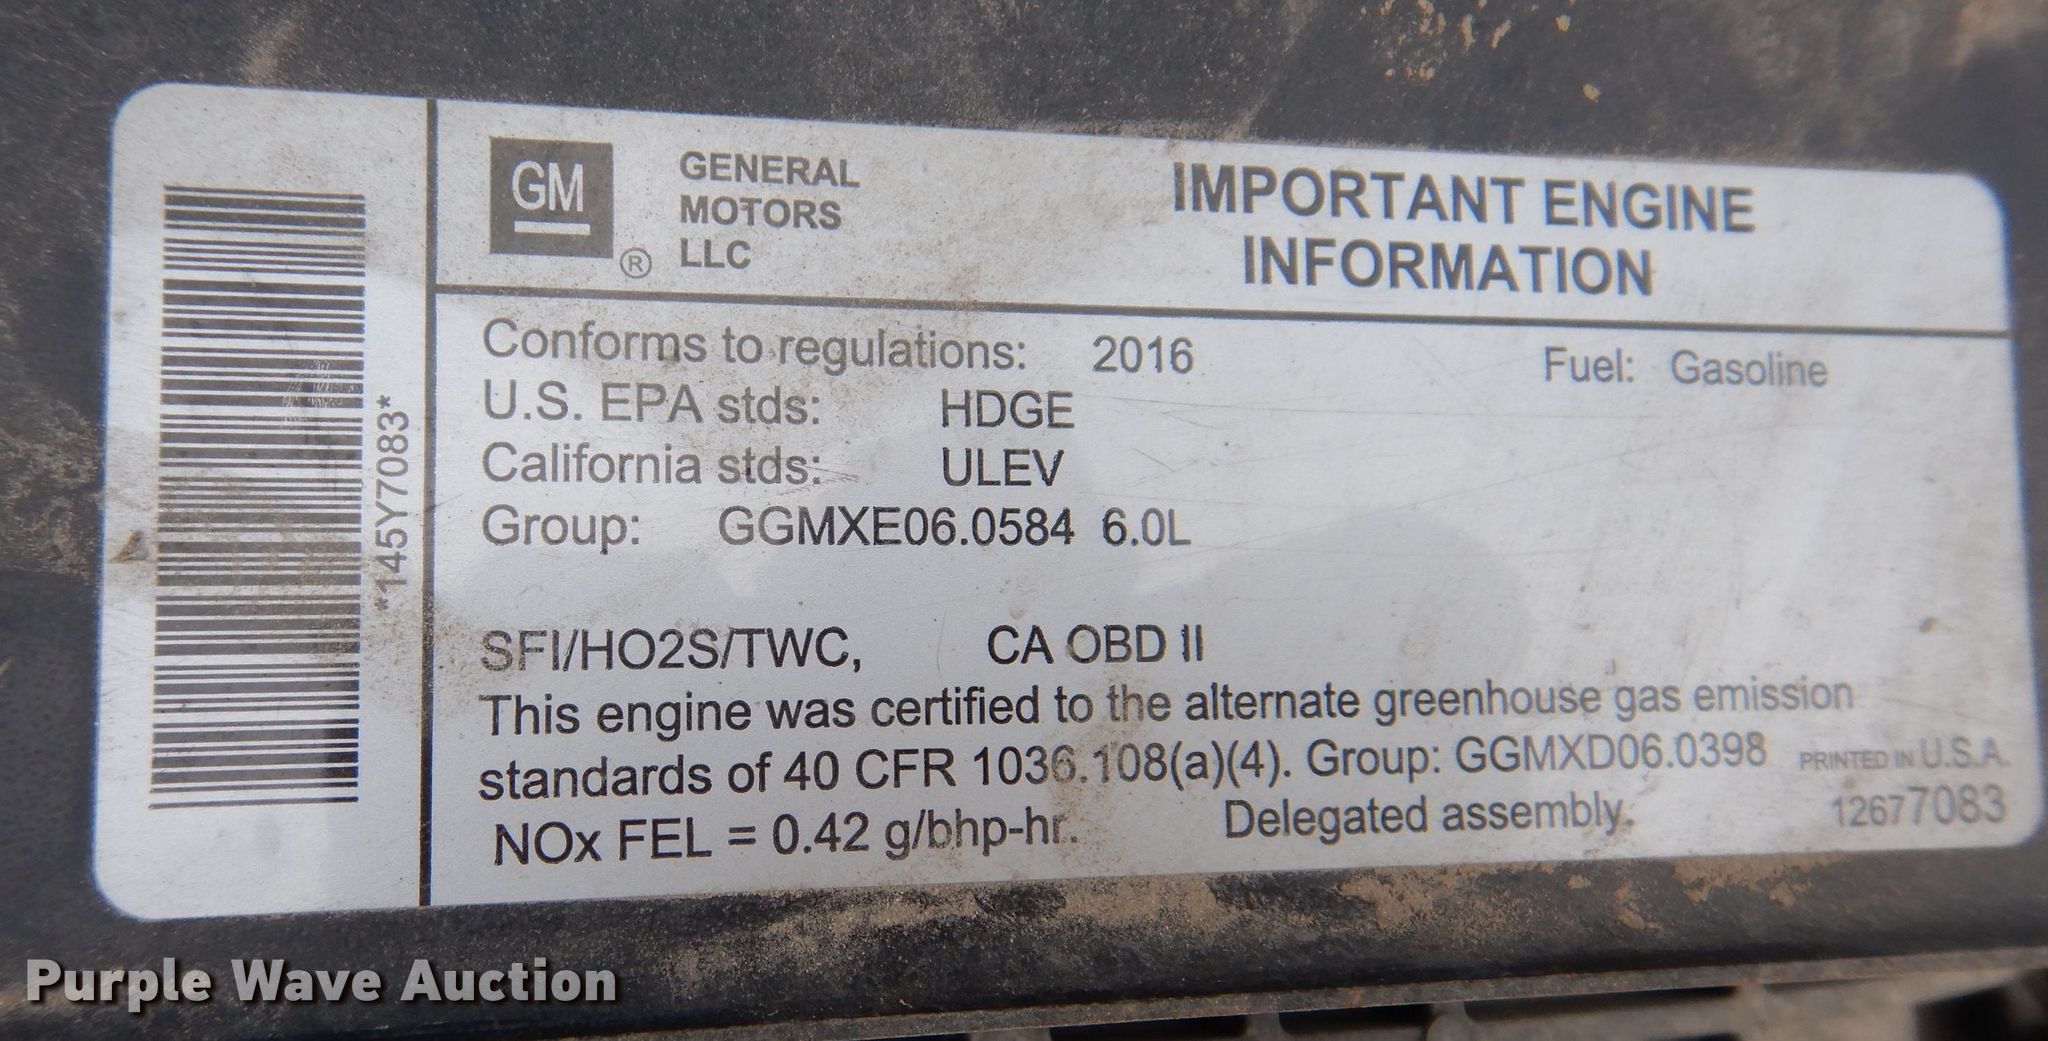 *145Y7083*
GM
®
GENERAL
MOTORS
LLC
IMPORTANT ENGINE
INFORMATION
Conforms to regulations: 2016 Fuel: Gasoline
U.S. EPA stds: HDGE
California stds: ULEV
Group: GGMXE06.0584 6.0L
SFI/HO2S/TWC, CA OBD II
This engine was certified to the alternate greenhouse gas emission
standards of 40 CFR 1036.108(a)(4). Group: GGMXD06.0398 PRINTED IN U.S.A.
NOx FEL = 0.42 g/bhp-hr. Delegated assembly. 12677083
Purple Wave Auction